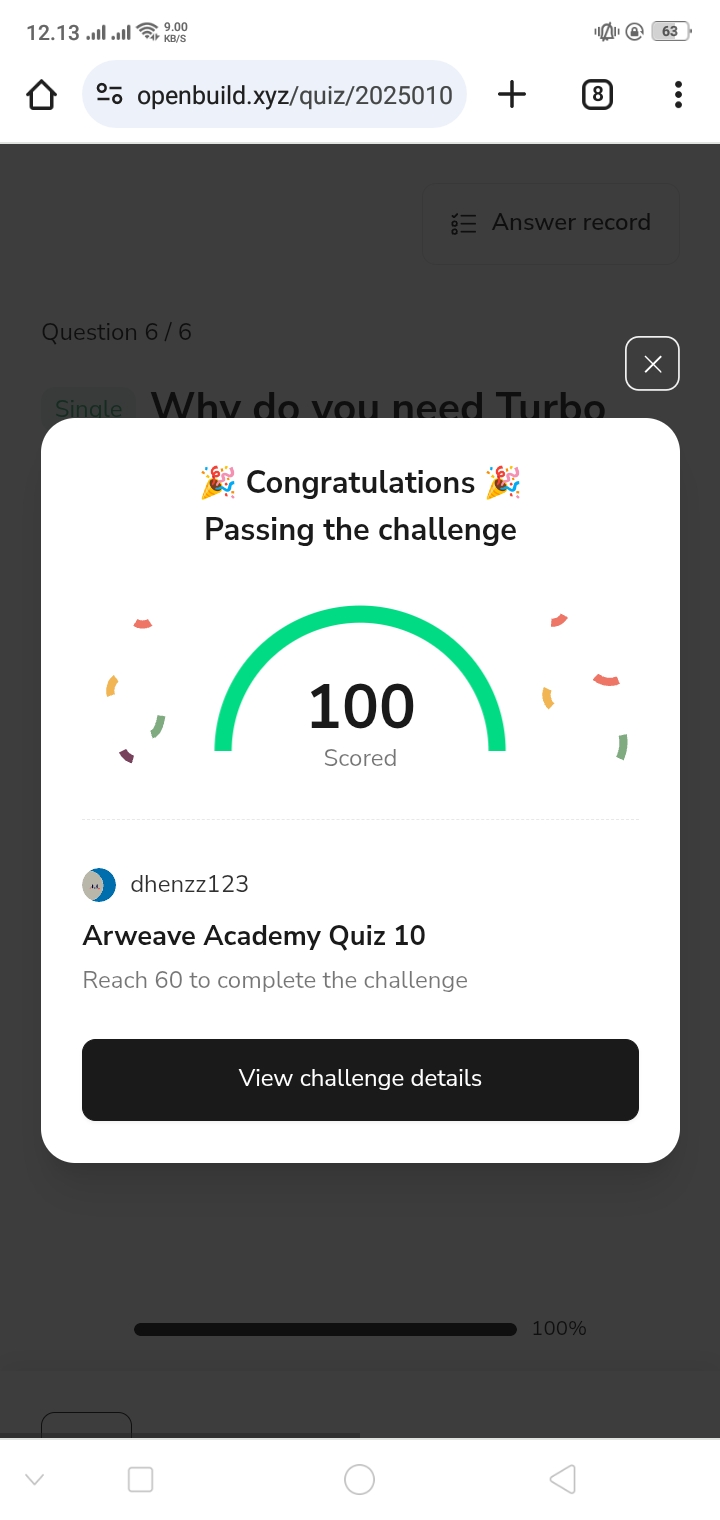 12.13
9.00
KB/S
63
openbuild.xyz/quiz/2025010
8
Answer record
Question 6 / 6
Single
Why do you need Turbo
🎉 Congratulations 🎉
Passing the challenge
100
Scored
dhenzz123
Arweave Academy Quiz 10
Reach 60 to complete the challenge
View challenge details
100%